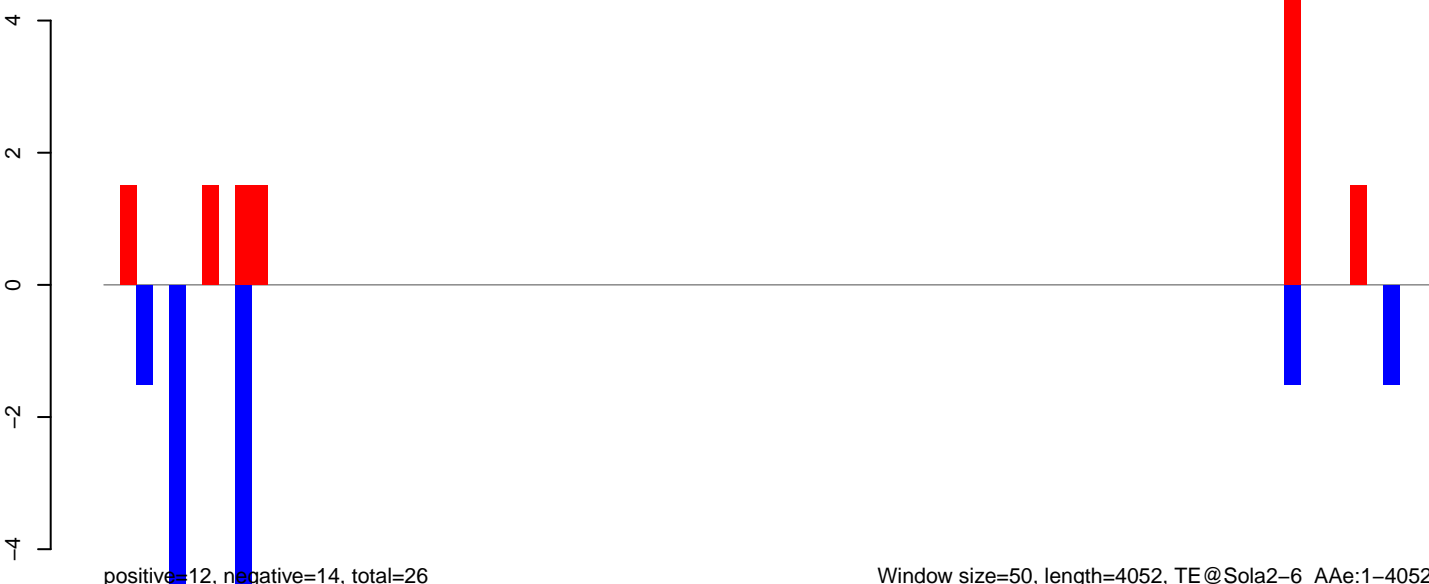 4
2
0
−2
−4
positive=12, negative=14, total=26
Window size=50, length=4052, TE@Sola2−6_AAe:1−4052